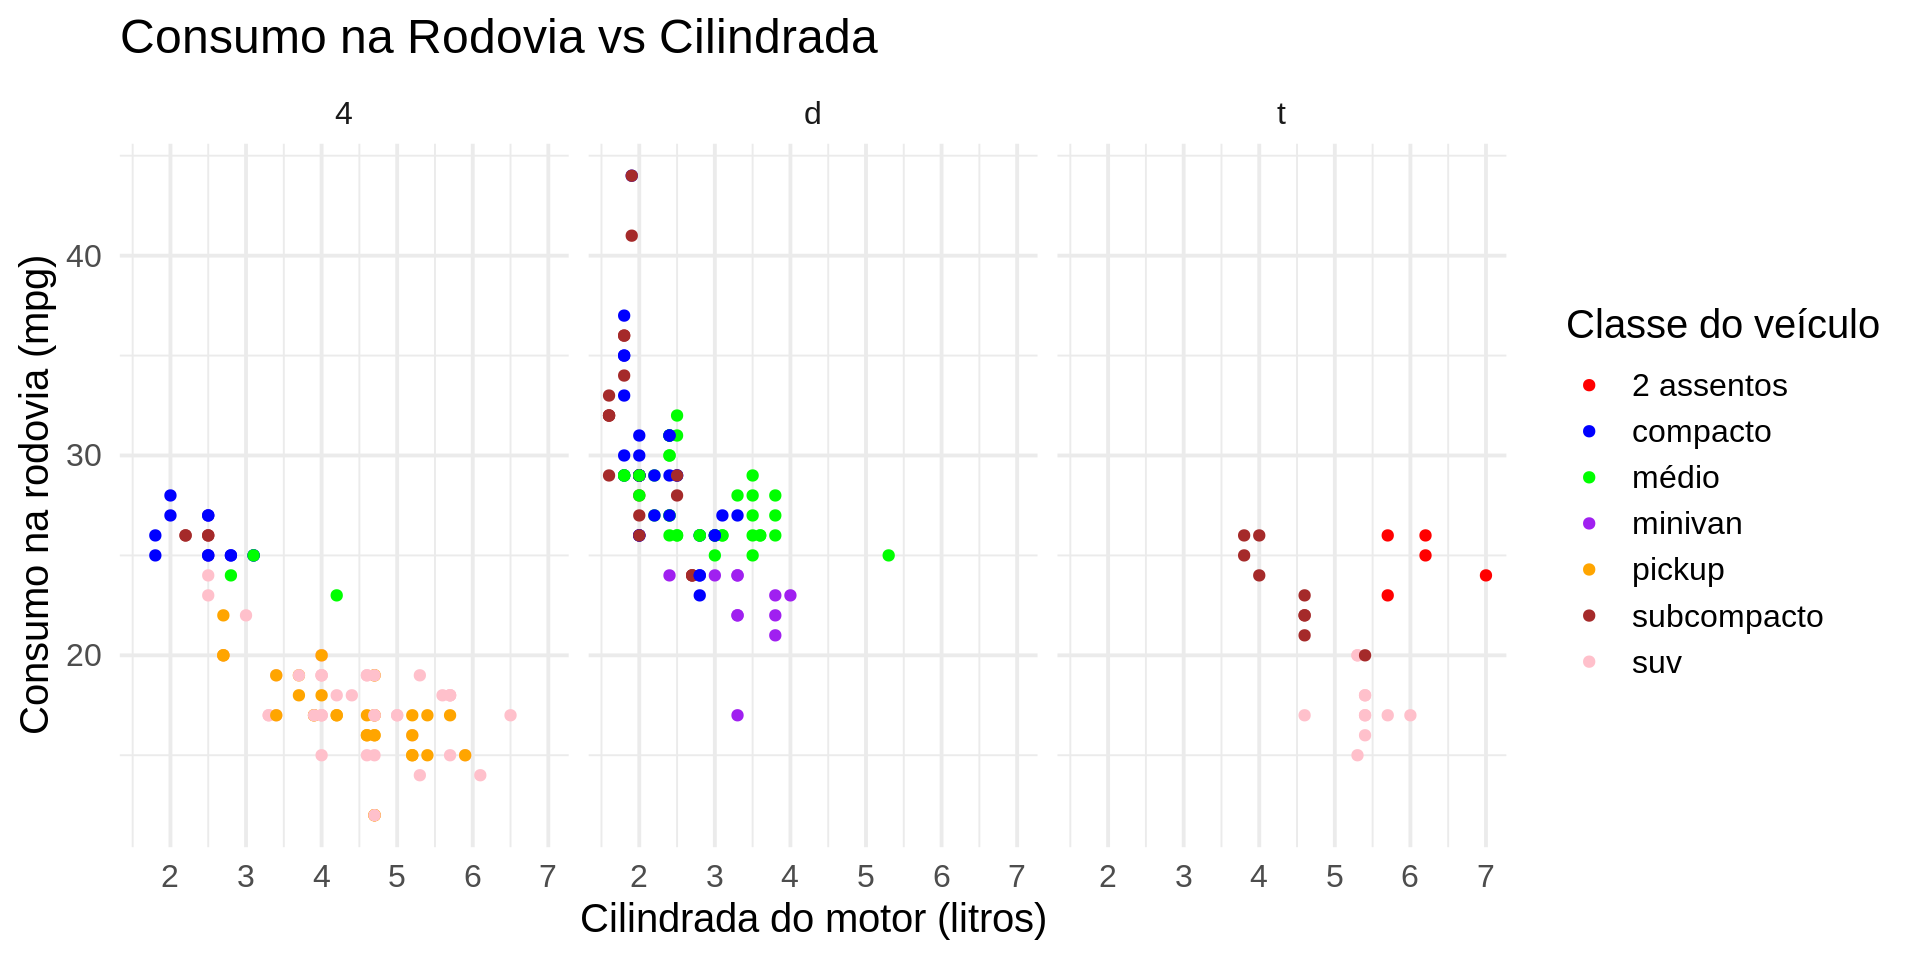 Consumo na Rodovia vs Cilindrada
4 d t
Consumo na rodovia (mpg)
40
30
20
2 3 4 5 6 7 2 3 4 5 6 7 2 3 4 5 6 7
Cilindrada do motor (litros)
Classe do veículo
2 assentos
compacto
médio
minivan
pickup
subcompacto
suv